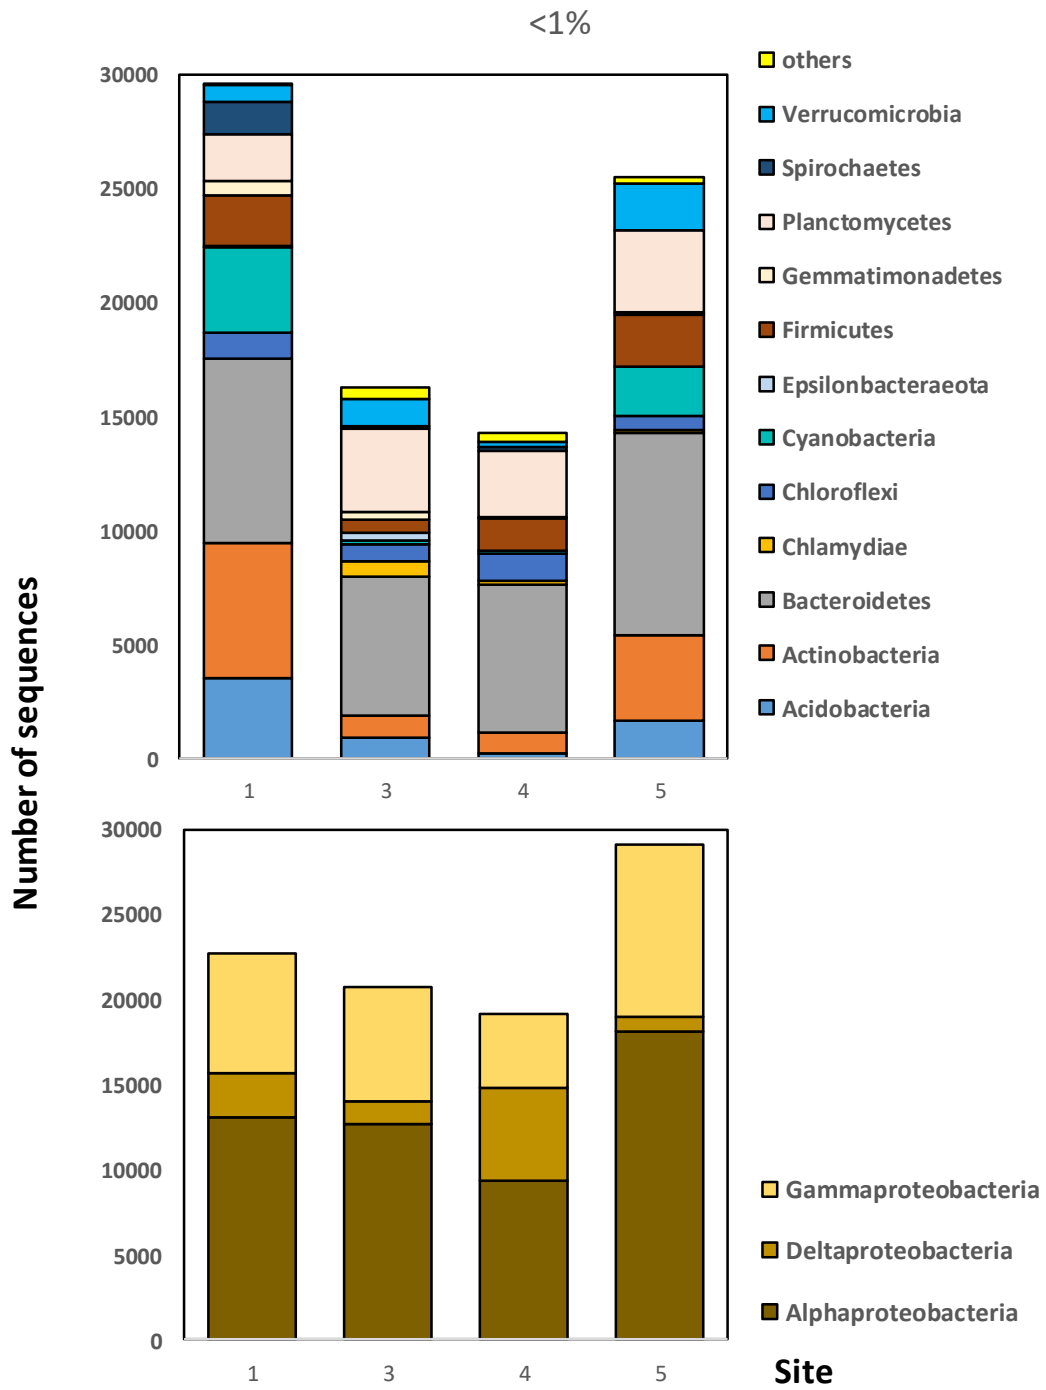 <1%
30000
25000
20000
15000
10000
5000
0
1 3 4 5
others
Verrucomicrobia
Spirochaetes
Planctomycetes
Gemmatimonadetes
Firmicutes
Epsilonbacteraeota
Cyanobacteria
Chloroflexi
Chlamydiae
Bacteroidetes
Actinobacteria
Acidobacteria
Number of sequences
30000
25000
20000
15000
10000
5000
0
1 3 4 5
Gammaproteobacteria
Deltaproteobacteria
Alphaproteobacteria
Site